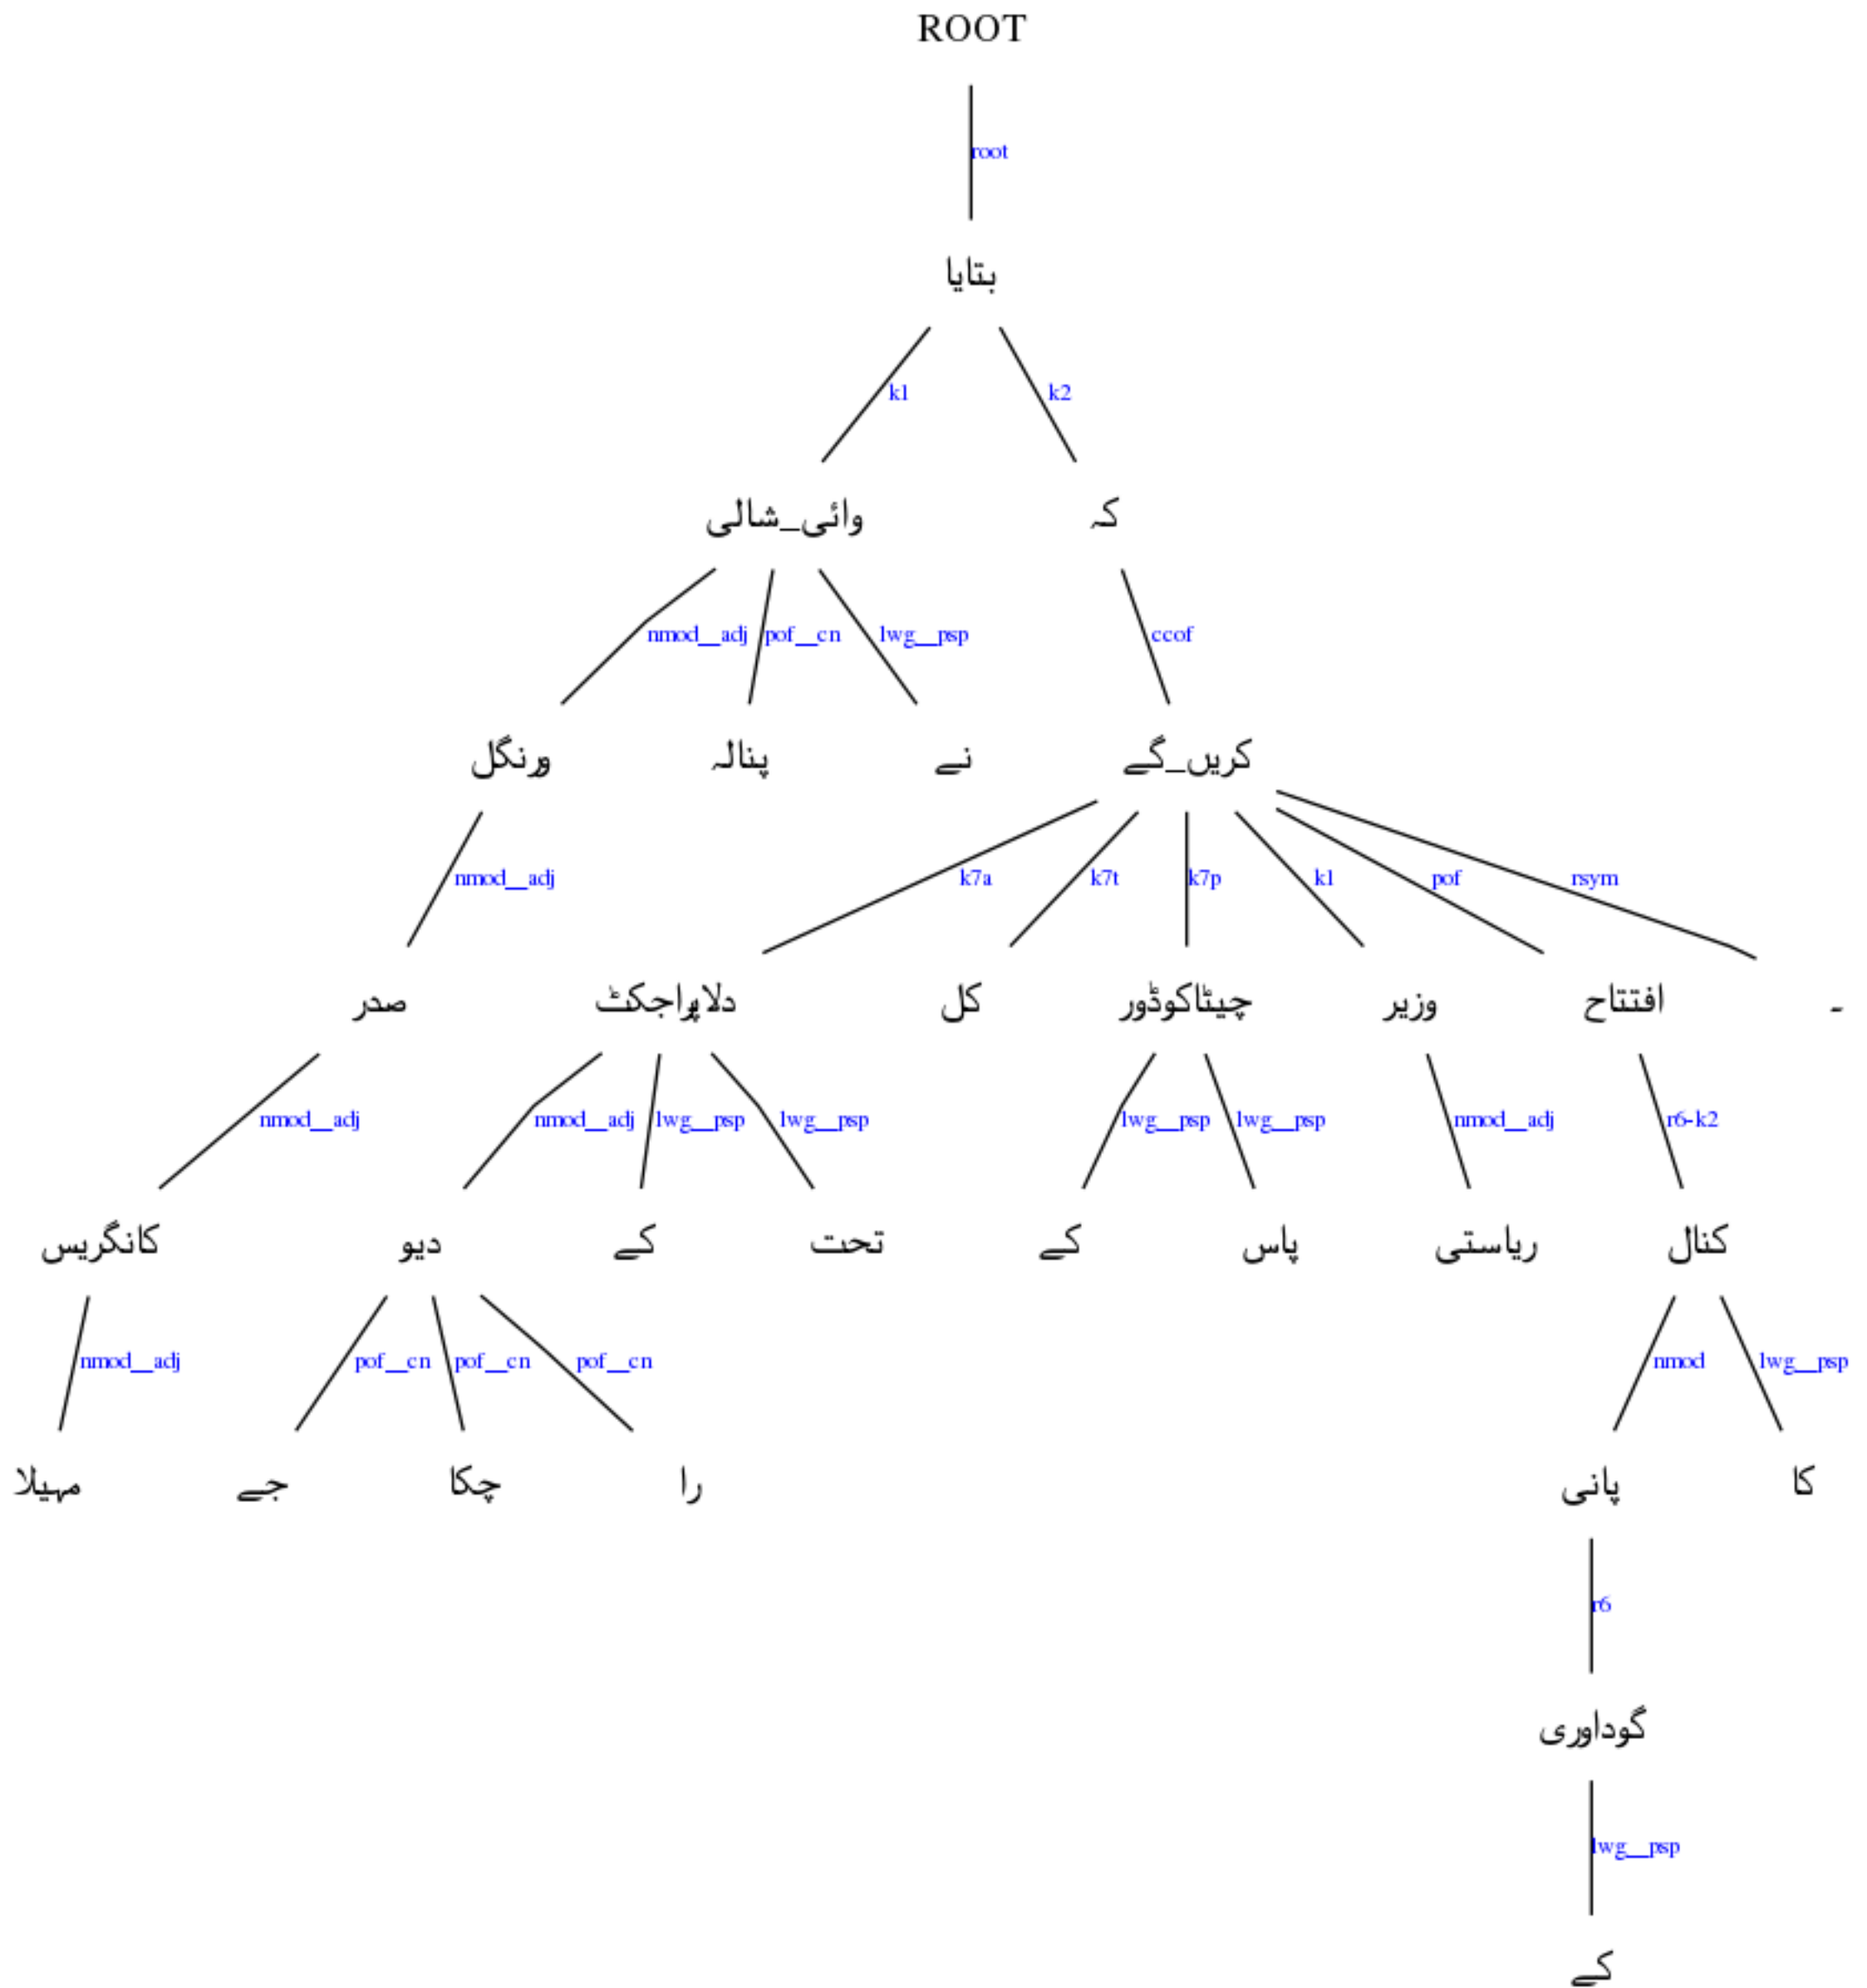 ROOT
root
بتایا
k1 k2
وائی_شالی کہ
nmod__adj pof__cn lwg__psp ccof
ورنگل پنالہ نے کریں_گے
nmod__adj k7a k7t k7p k1 pof rsym
صدر دلاپراجکٹ کل چیٹاکوڈور وزیر افتتاح ۔
nmod__adj nmod__adj lwg__psp lwg__psp lwg__psp lwg__psp nmod__adj r6-k2
کانگریس دیو کے تحت کے پاس ریاستی کنال
nmod__adj pof__cn pof__cn pof__cn nmod lwg__psp
مہیلا جے چکا را پانی کا
r6
گوداوری
lwg__psp
کے